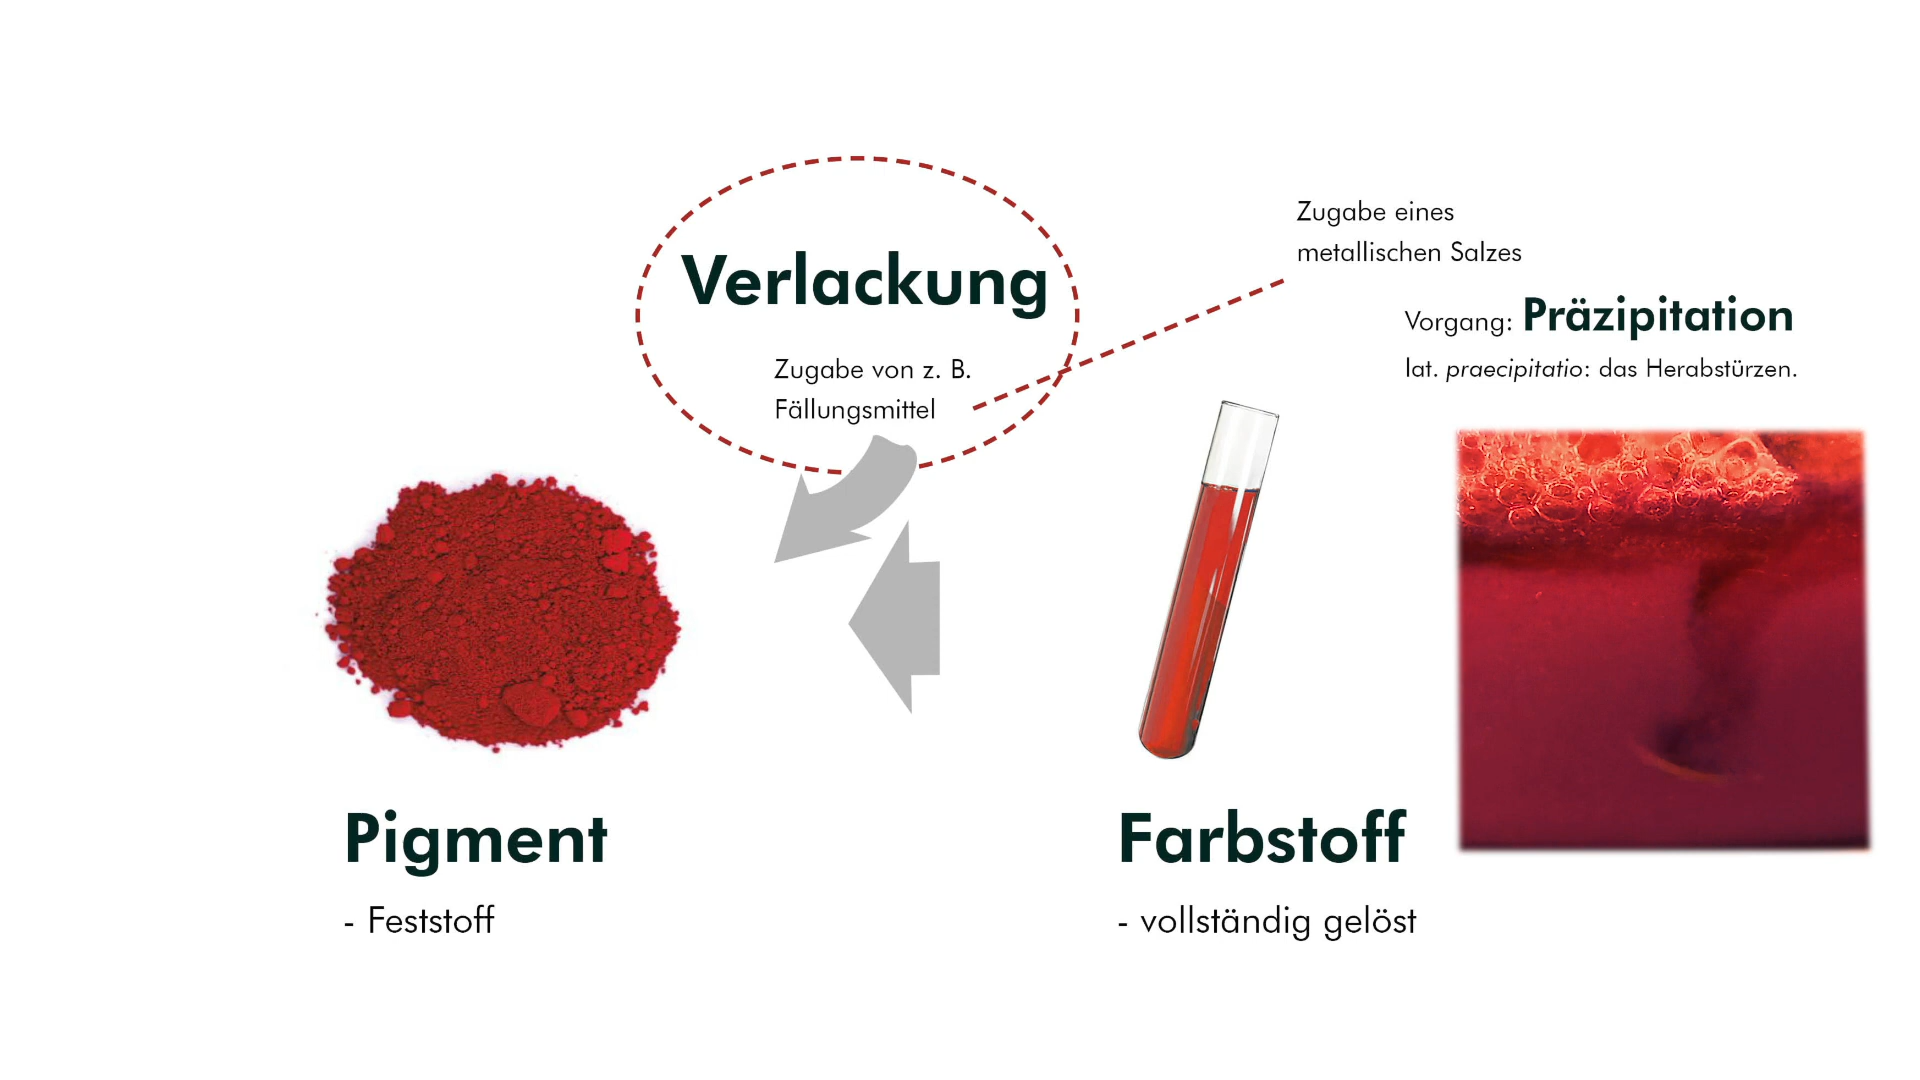 Verlackung
Zugabe von z. B.
Fällungsmittel
Zugabe eines
metallischen Salzes
Vorgang: Präzipitation
lat. praecipitatio: das Herabstürzen.
Pigment
- Feststoff
Farbstoff
- vollständig gelöst